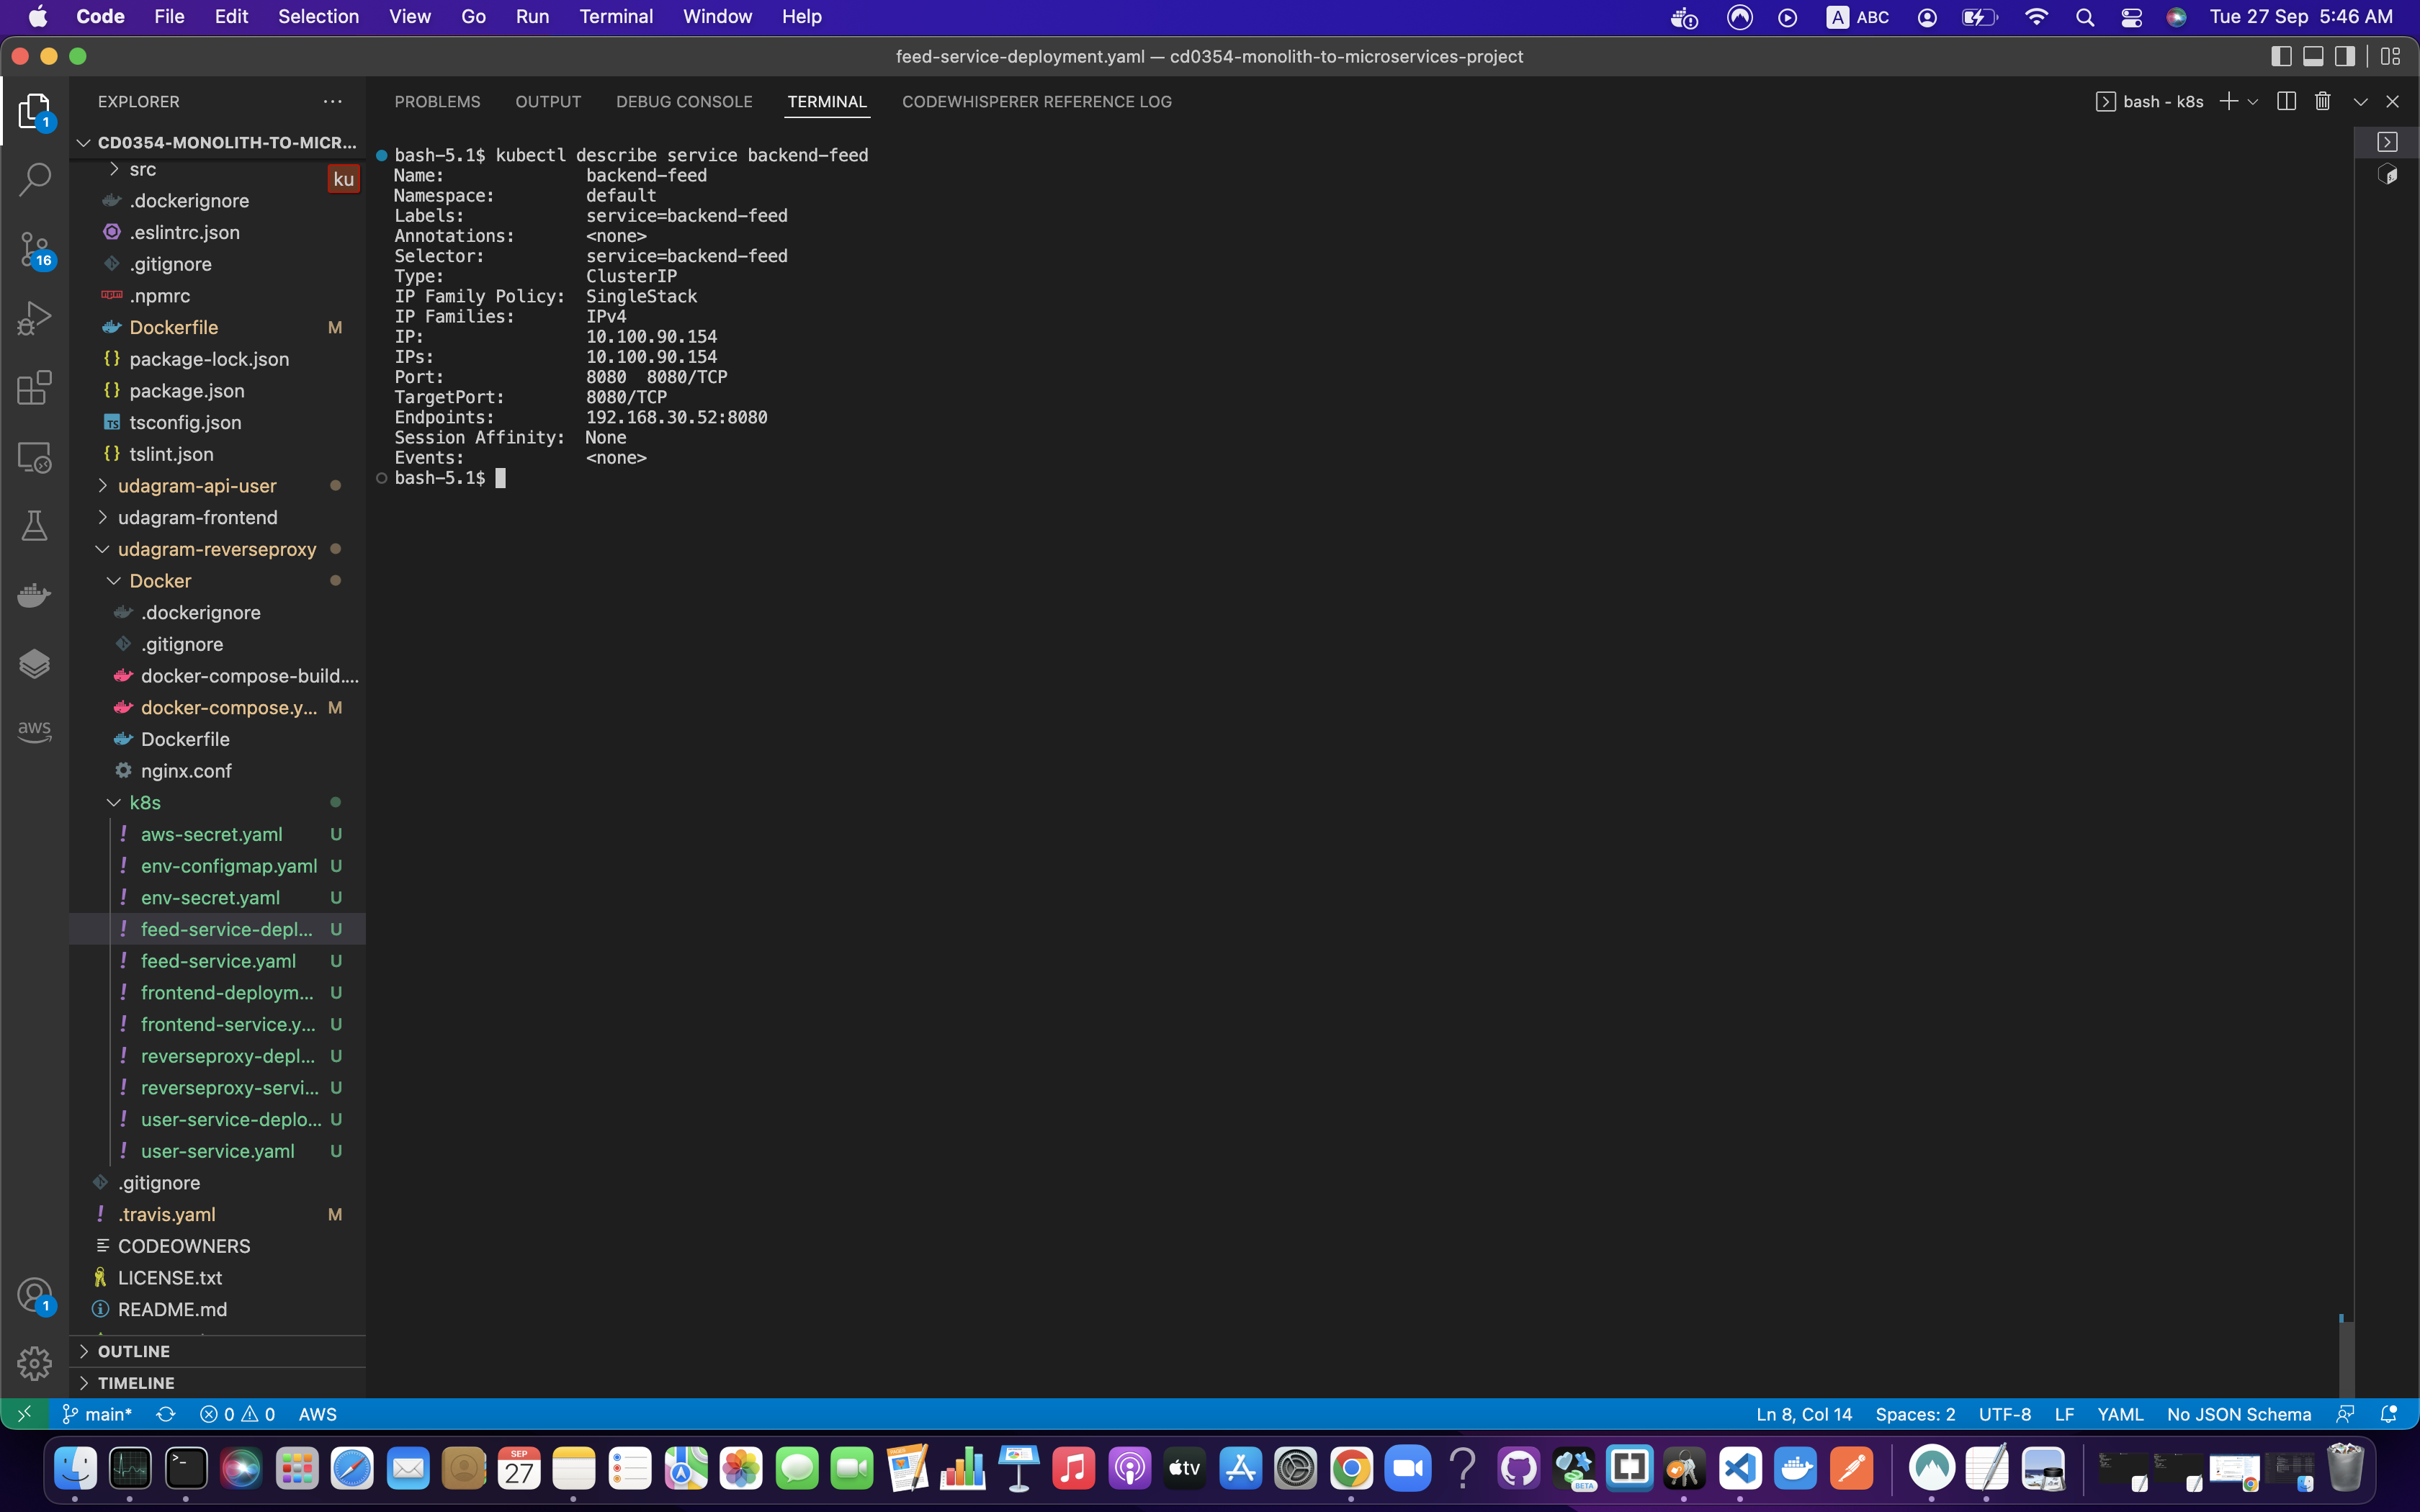 Code File Edit Selection View Go Run Terminal Window Help
A ABC Tue 27 Sep 5:46 AM
feed-service-deployment.yaml — cd0354-monolith-to-microservices-project
EXPLORER ...
PROBLEMS OUTPUT DEBUG CONSOLE TERMINAL CODEWHISPERER REFERENCE LOG
bash - k8s
1
CD0354-MONOLITH-TO-MICR...
src
ku
.dockerignore
.eslintrc.json
16
.gitignore
.npmrc
Dockerfile M
package-lock.json
package.json
tsconfig.json
tslint.json
udagram-api-user
udagram-frontend
udagram-reverseproxy
Docker
.dockerignore
.gitignore
docker-compose-build....
docker-compose.y... M
aws
Dockerfile
nginx.conf
k8s
aws-secret.yaml U
env-configmap.yaml U
env-secret.yaml U
feed-service-depl... U
feed-service.yaml U
frontend-deploym... U
frontend-service.y... U
reverseproxy-depl... U
reverseproxy-servi... U
user-service-deplo... U
user-service.yaml U
.gitignore
.travis.yaml M
CODEOWNERS
LICENSE.txt
1
README.md
OUTLINE
TIMELINE
bash-5.1$ kubectl describe service backend-feed
Name: backend-feed
Namespace: default
Labels: service=backend-feed
Annotations: <none>
Selector: service=backend-feed
Type: ClusterIP
IP Family Policy: SingleStack
IP Families: IPv4
IP: 10.100.90.154
IPs: 10.100.90.154
Port: 8080 8080/TCP
TargetPort: 8080/TCP
Endpoints: 192.168.30.52:8080
Session Affinity: None
Events: <none>
bash-5.1$
main* 0 0 AWS
Ln 8, Col 14 Spaces: 2 UTF-8 LF YAML No JSON Schema
SEP
27
tv
BETA